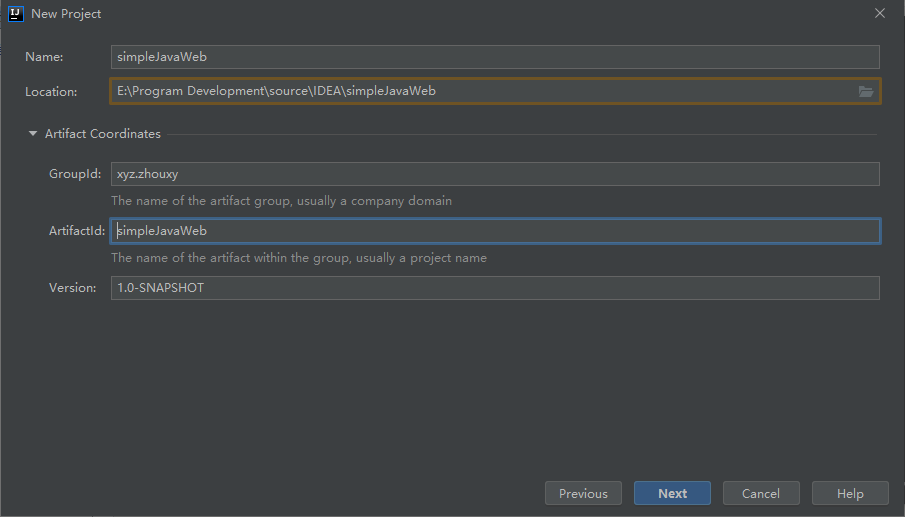 IJ New Project
Name: simpleJavaWeb
Location: E:\Program Development\source\IDEA\simpleJavaWeb
Artifact Coordinates
GroupId: xyz.zhouxy
The name of the artifact group, usually a company domain
ArtifactId: simpleJavaWeb
The name of the artifact within the group, usually a project name
Version: 1.0-SNAPSHOT
Previous Next Cancel Help